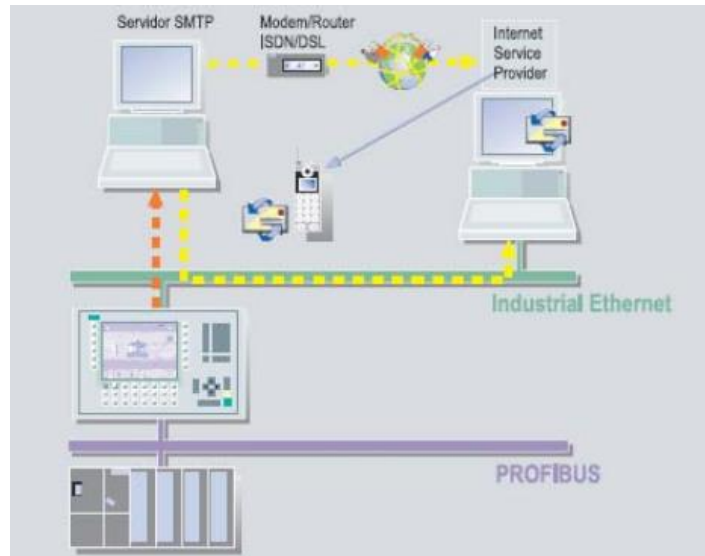 Servidor SMTP
Modem/Router
ISDN/DSL
Internet
Service
Provider
Industrial Ethernet
PROFIBUS